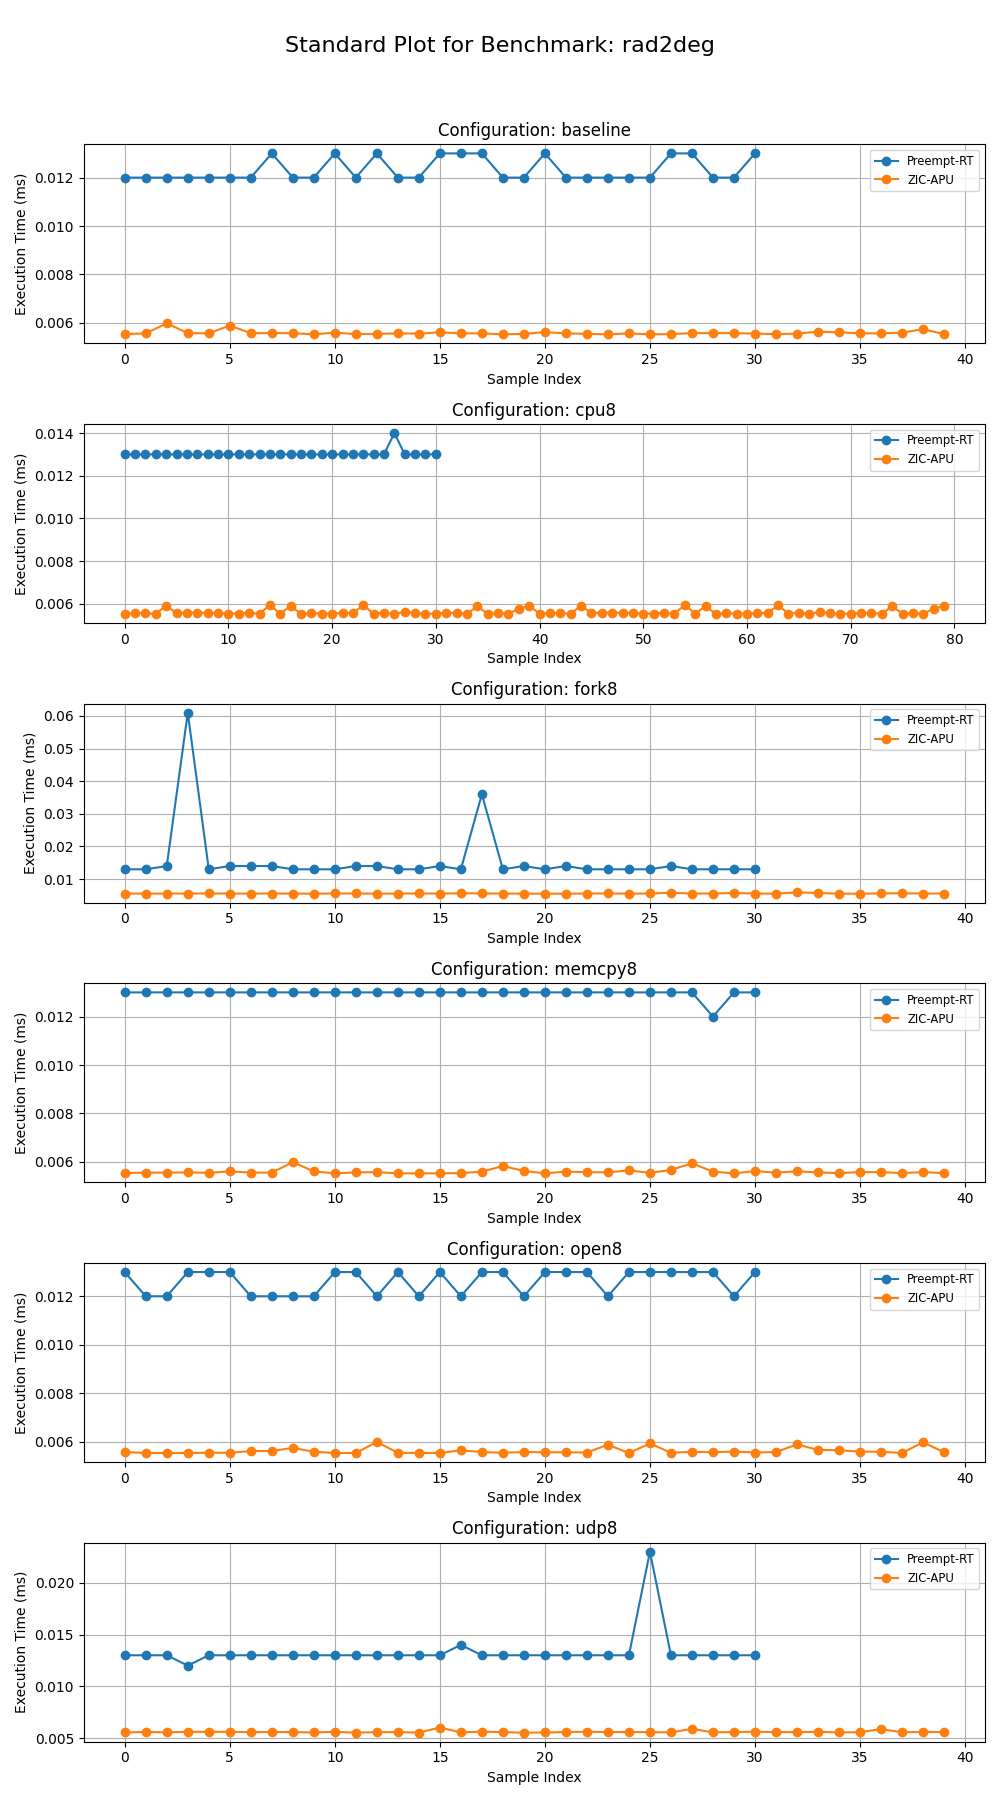 Standard Plot for Benchmark: rad2deg
Configuration: baseline
Execution Time (ms)
0.012
0.010
0.008
0.006
Preempt-RT
ZIC-APU
0 5 10 15 20 25 30 35 40
Sample Index
Configuration: cpu8
Execution Time (ms)
0.014
0.012
0.010
0.008
0.006
Preempt-RT
ZIC-APU
0 10 20 30 40 50 60 70 80
Sample Index
Configuration: fork8
Execution Time (ms)
0.06
0.05
0.04
0.03
0.02
0.01
Preempt-RT
ZIC-APU
0 5 10 15 20 25 30 35 40
Sample Index
Configuration: memcpy8
Execution Time (ms)
0.012
0.010
0.008
0.006
Preempt-RT
ZIC-APU
0 5 10 15 20 25 30 35 40
Sample Index
Configuration: open8
Execution Time (ms)
0.012
0.010
0.008
0.006
Preempt-RT
ZIC-APU
0 5 10 15 20 25 30 35 40
Sample Index
Configuration: udp8
Execution Time (ms)
0.020
0.015
0.010
0.005
Preempt-RT
ZIC-APU
0 5 10 15 20 25 30 35 40
Sample Index